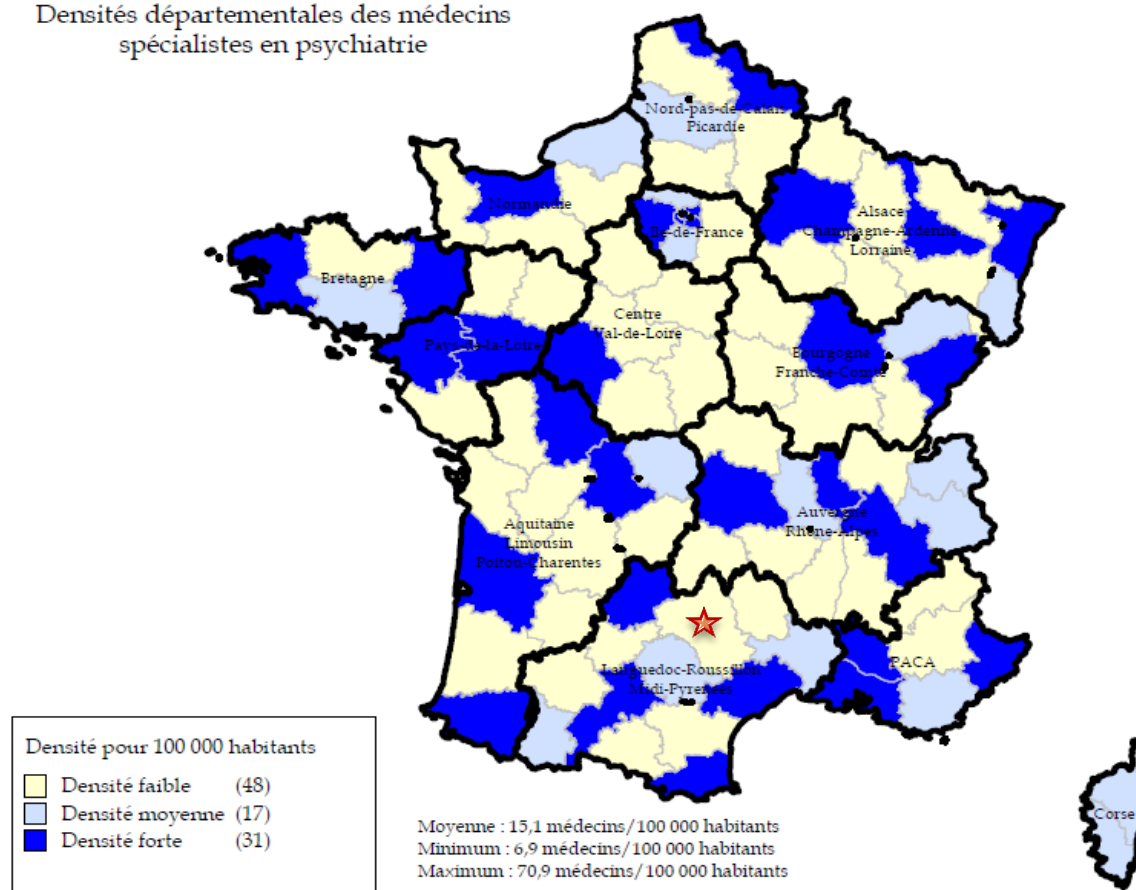 Densités départementales des médecins
spécialistes en psychiatrie
Nord-pas-de-Calais
Picardie
Normandie
Ile-de-France
Alsace
Champagne-Ardenne
Lorraine
Bretagne
Centre
Val-de-Loire
Pays-de-la-Loire
Bourgogne
Franche-Comté
Auvergne
Rhône-Alpes
Aquitaine
Limousin
Poitou-Charentes
PACA
Languedoc-Roussillon
Midi-Pyrénées
Corse
Densité pour 100 000 habitants
Densité faible (48)
Densité moyenne (17)
Densité forte (31)
Moyenne : 15,1 médecins/100 000 habitants
Minimum : 6,9 médecins/100 000 habitants
Maximum : 70,9 médecins/100 000 habitants